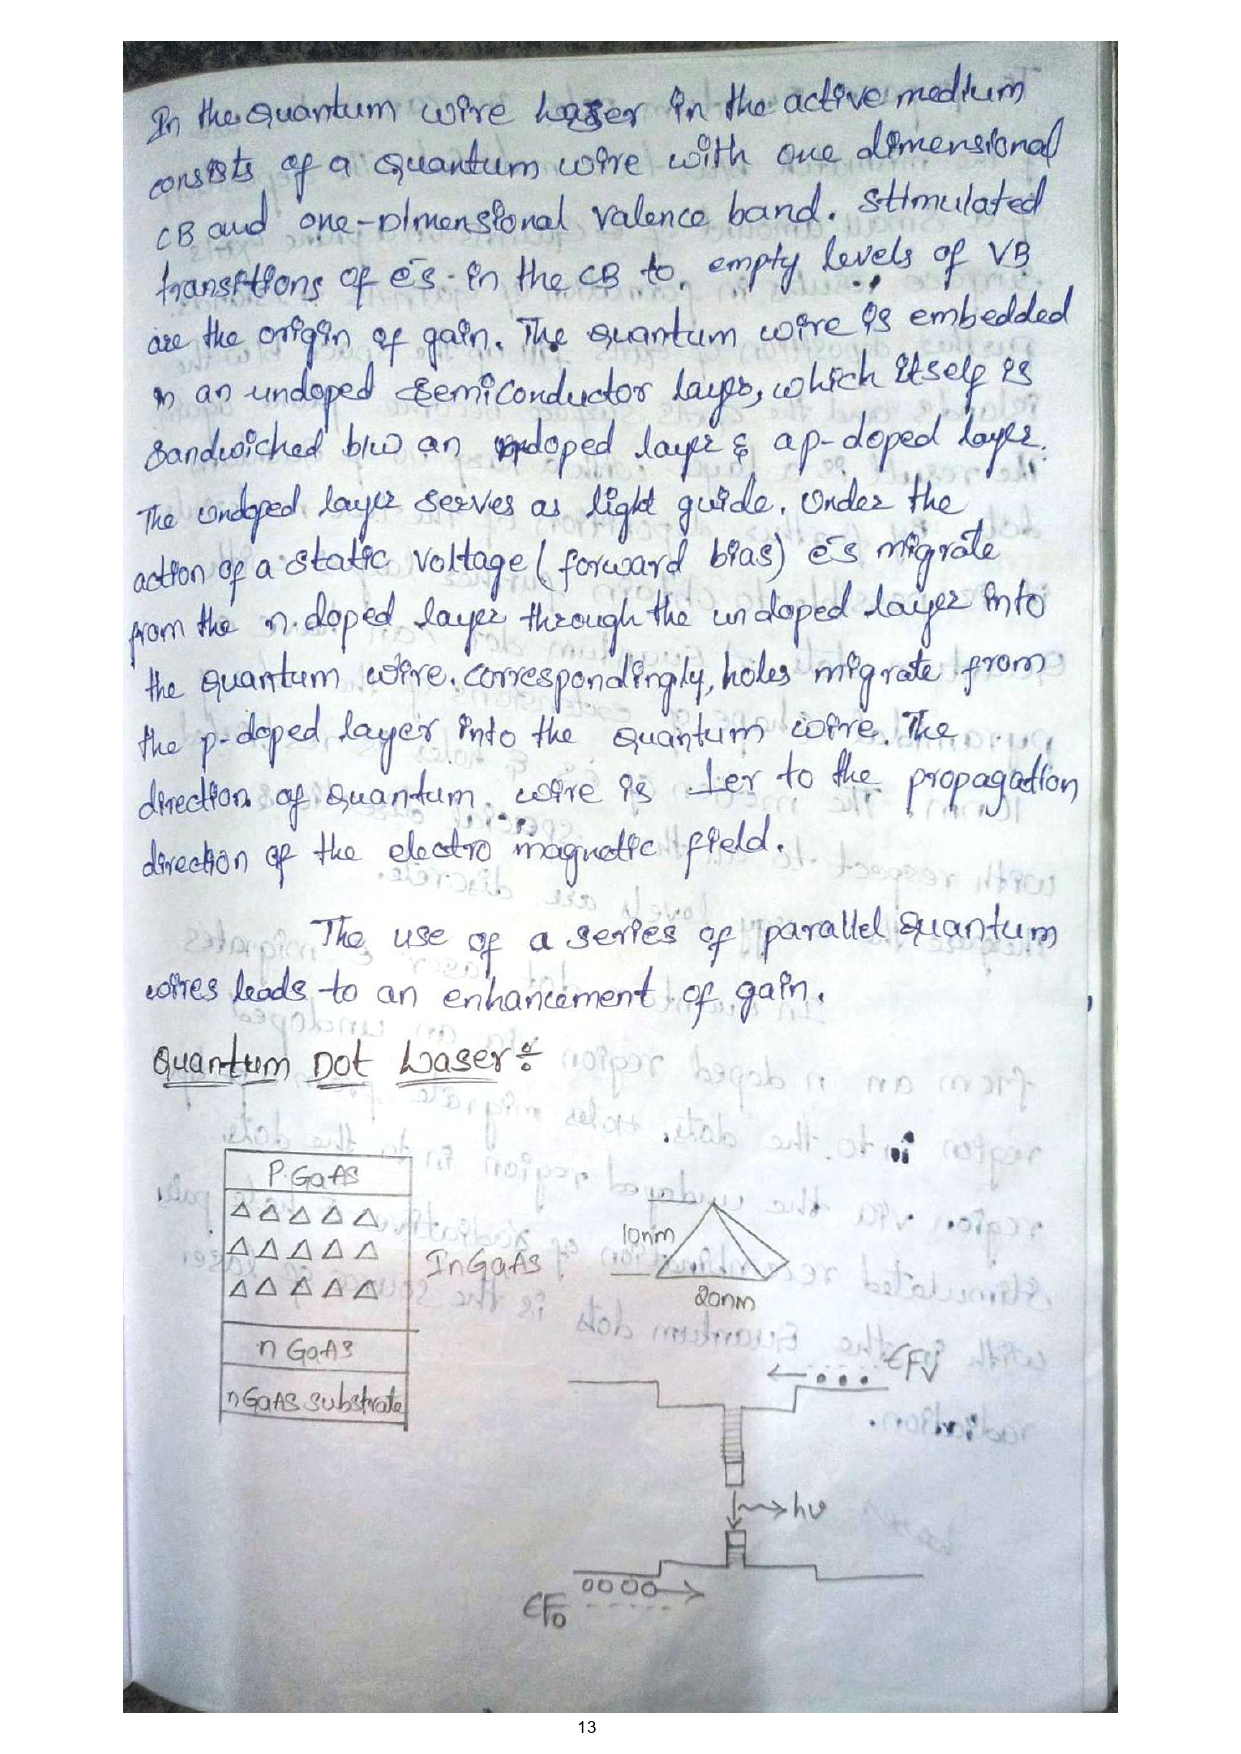 In the Quantum wire Laser in the active medium
consists of a Quantum wire with one dimensional
CB and one-Dimensional Valence band. Stimulated
transitions of e-s in the CB to empty levels of VB
are the origin of gain. The Quantum wire is embedded
in an undoped semiconductor layer, which itself is
Sandwiched b/w an ndoped layer & a p-doped layer.
The undoped layer serves as light guide. Under the
action of a static Voltage (forward bias) e-s migrate
from the n-doped layer through the undoped layer into
the Quantum wire. correspondingly, holes migrate from
the p-doped layer into the Quantum wire. The
direction of Quantum wire is ⊥er to the propagation
direction of the electro magnetic field.
The use of a series of parallel Quantum
wires leads to an enhancement of gain.
Quantum Dot Laser:-
P.GaAS
InGaAs
n GaAS
nGaAS Substrate
10nm
20nm
EFV
hν
EF0
13